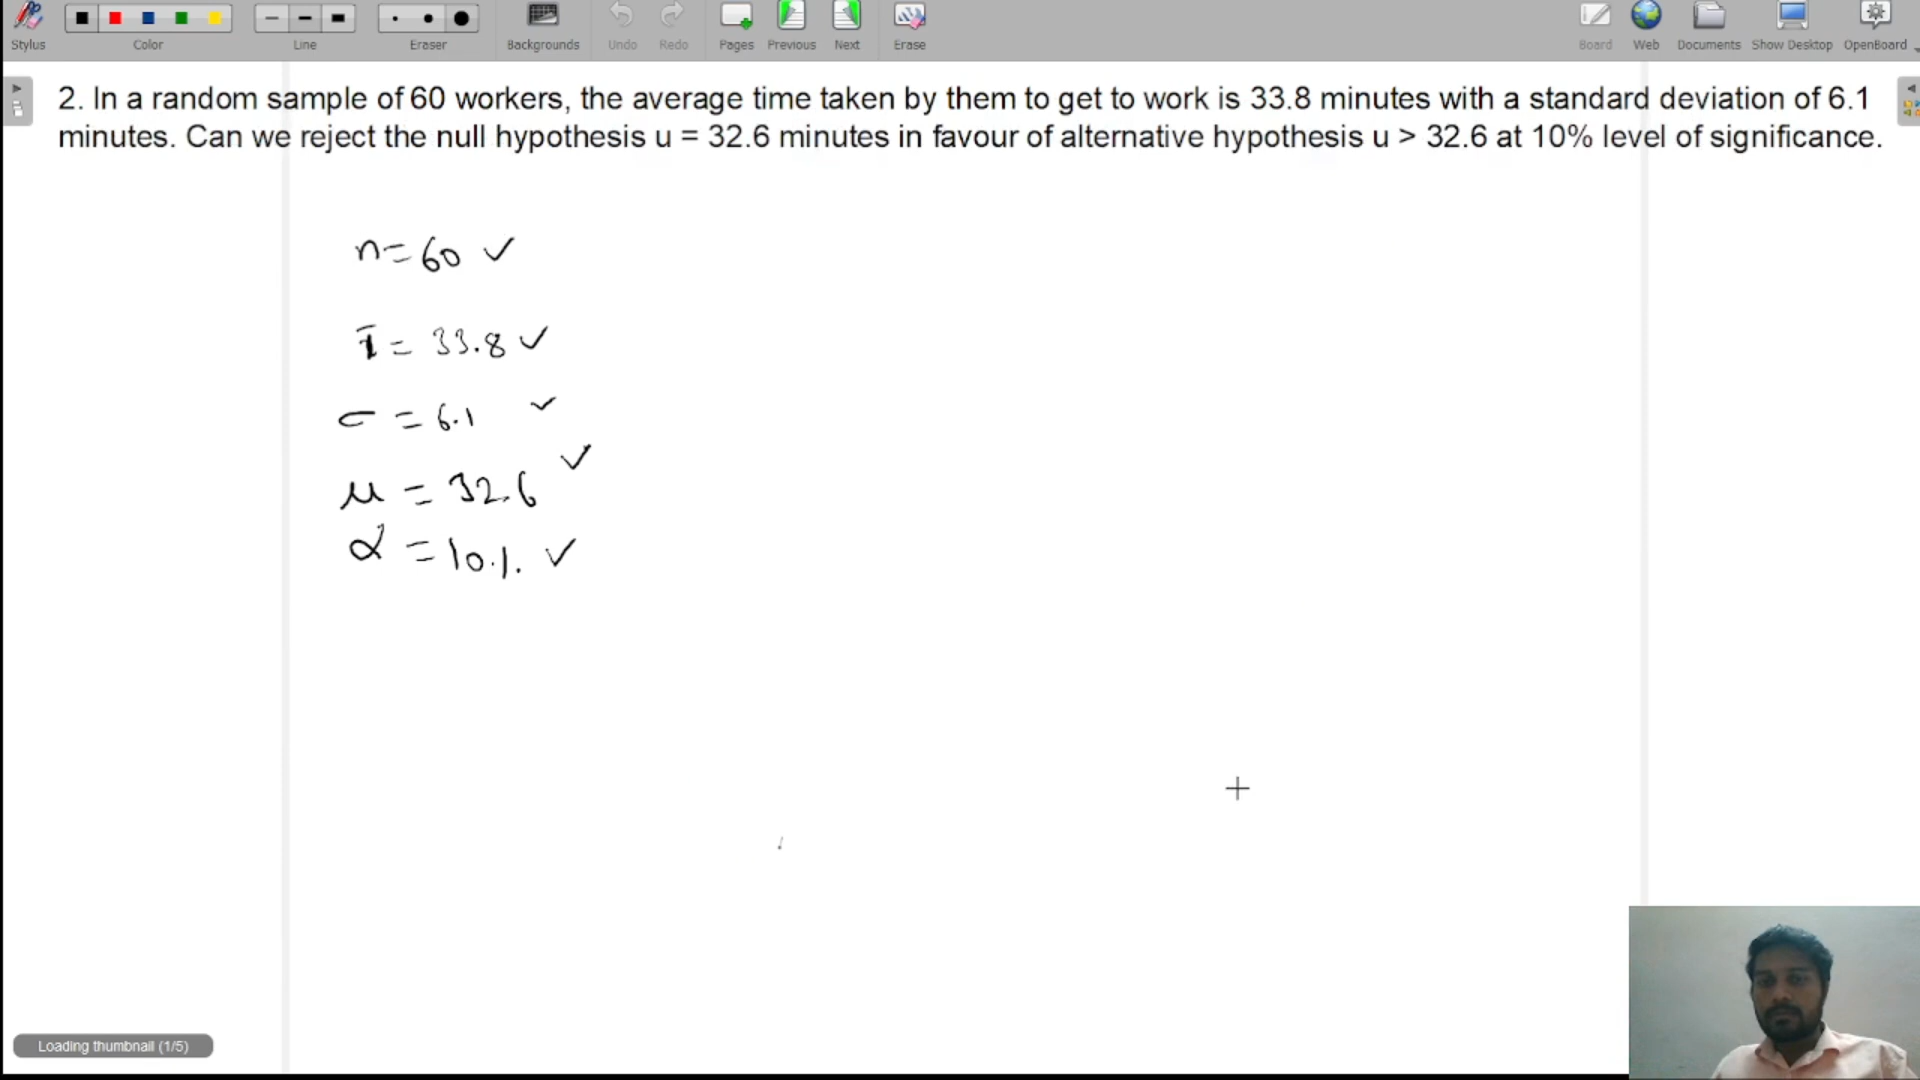 Stylus Color Line Eraser Backgrounds Undo Redo Pages Previous Next Erase Board Web Documents Show Desktop OpenBoard
2. In a random sample of 60 workers, the average time taken by them to get to work is 33.8 minutes with a standard deviation of 6.1
minutes. Can we reject the null hypothesis u = 32.6 minutes in favour of alternative hypothesis u > 32.6 at 10% level of significance.
n = 60 ✓
x̄ = 33.8 ✓
σ = 6.1 ✓
μ = 32.6 ✓
α = 10% ✓
Loading thumbnail (1/5)